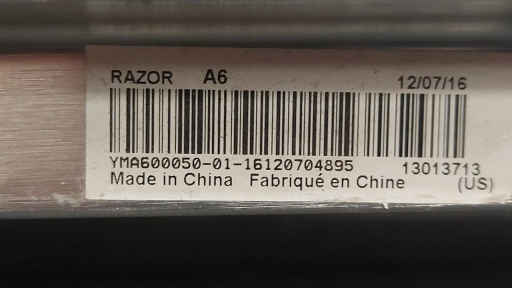 RAZOR A6 12/07/16
YMA600050-01-16120704895 13013713
Made in China Fabriqué en Chine (US)